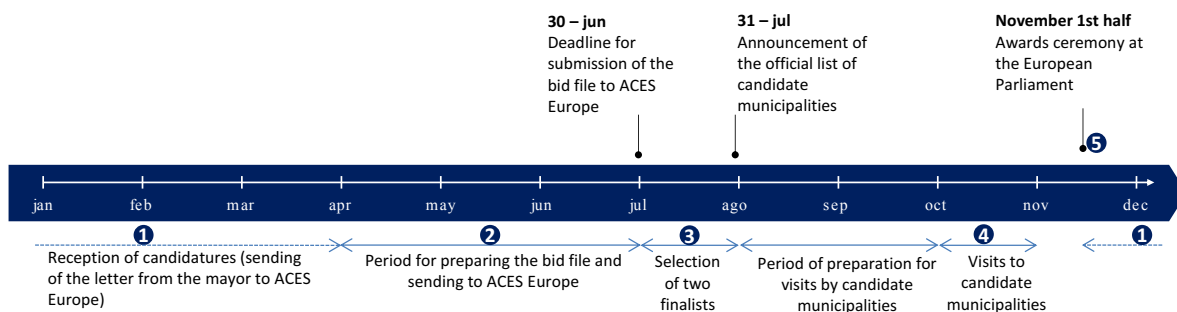 30 – jun
Deadline for
submission of the
bid file to ACES
Europe
31 – jul
Announcement of
the official list of
candidate
municipalities
November 1st half
Awards ceremony at
the European
Parliament
5
jan feb mar apr may jun jul ago sep oct nov dec
1 2 3 4 1
Reception of candidatures (sending
of the letter from the mayor to ACES
Europe)
Period for preparing the bid file and
sending to ACES Europe
Selection
of two
finalists
Period of preparation for
visits by candidate
municipalities
Visits to
candidate
municipalities